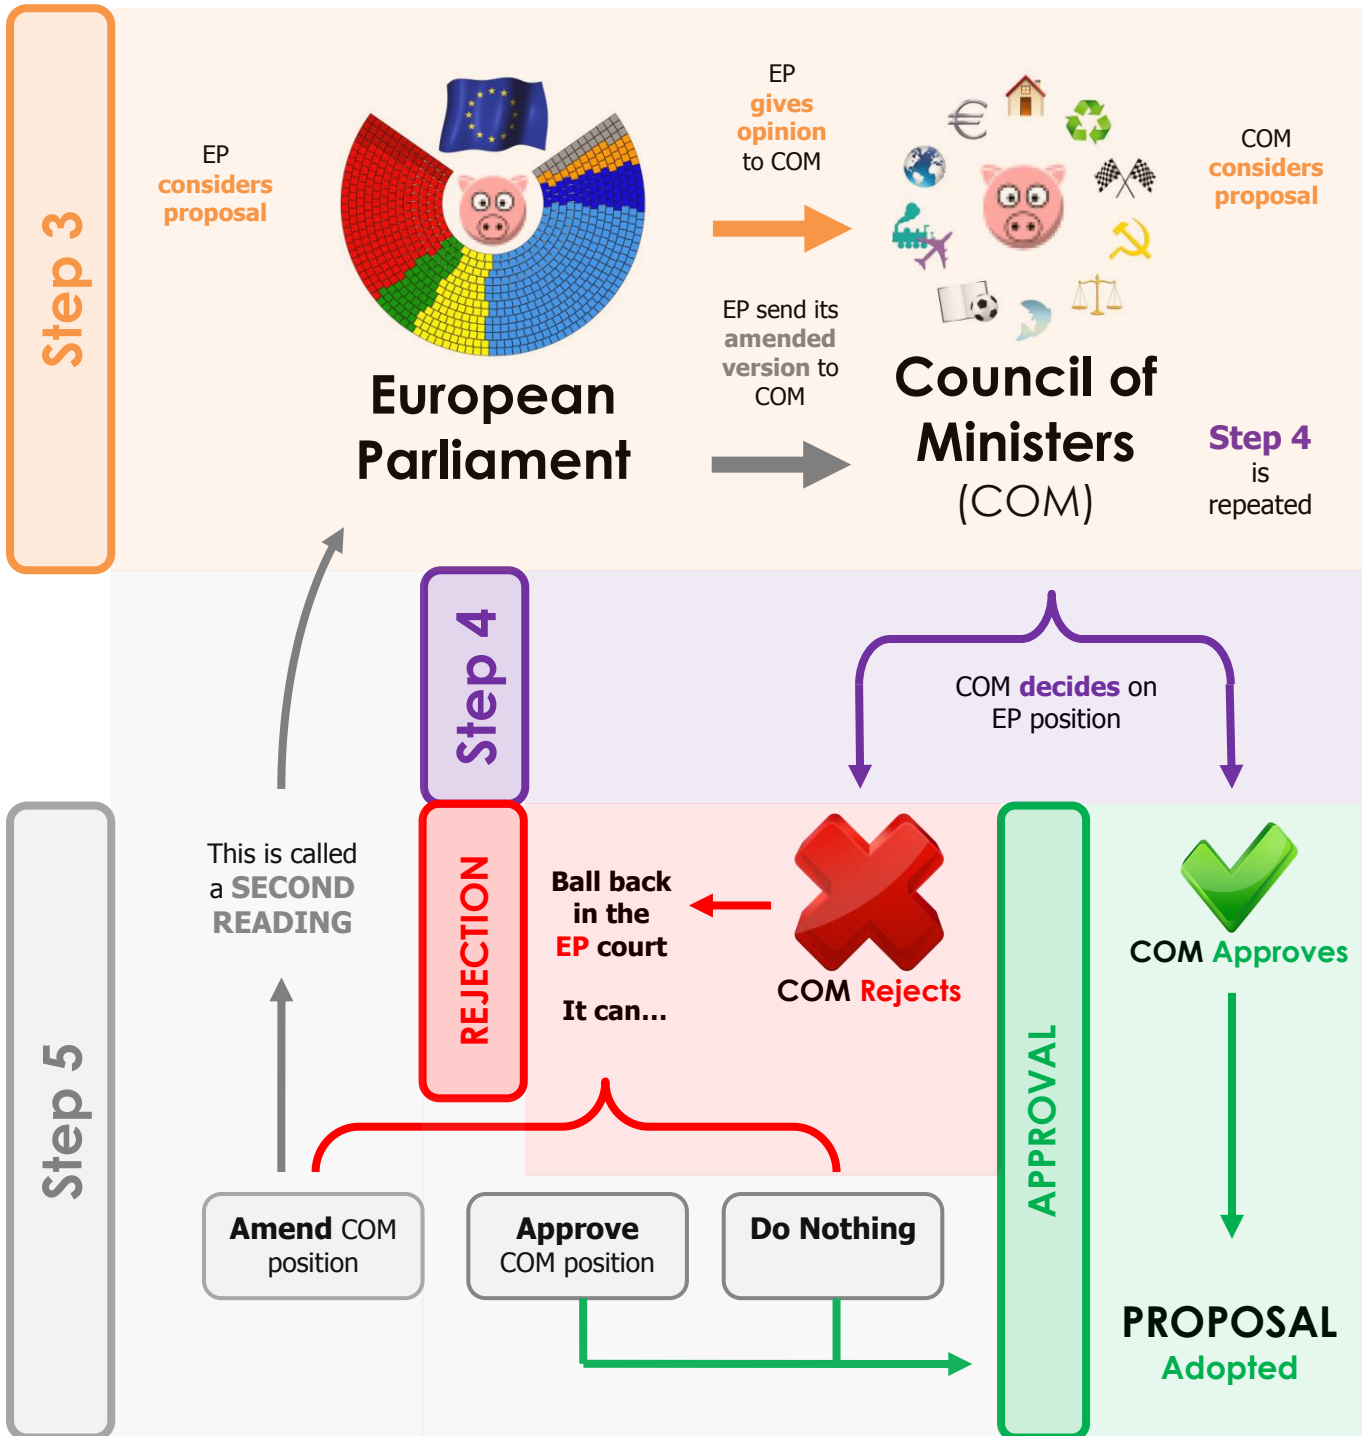 Step 3
EP
considers
proposal
EP
gives
opinion
to COM
COM
considers
proposal
EP send its
amended
version to
COM
European
Parliament
Council of
Ministers
(COM)
Step 4
is
repeated
Step 4
COM decides on
EP position
Step 5
This is called
a SECOND
READING
REJECTION
Ball back
in the
EP court
It can...
COM Rejects
APPROVAL
COM Approves
Amend COM
position
Approve
COM position
Do Nothing
PROPOSAL
Adopted